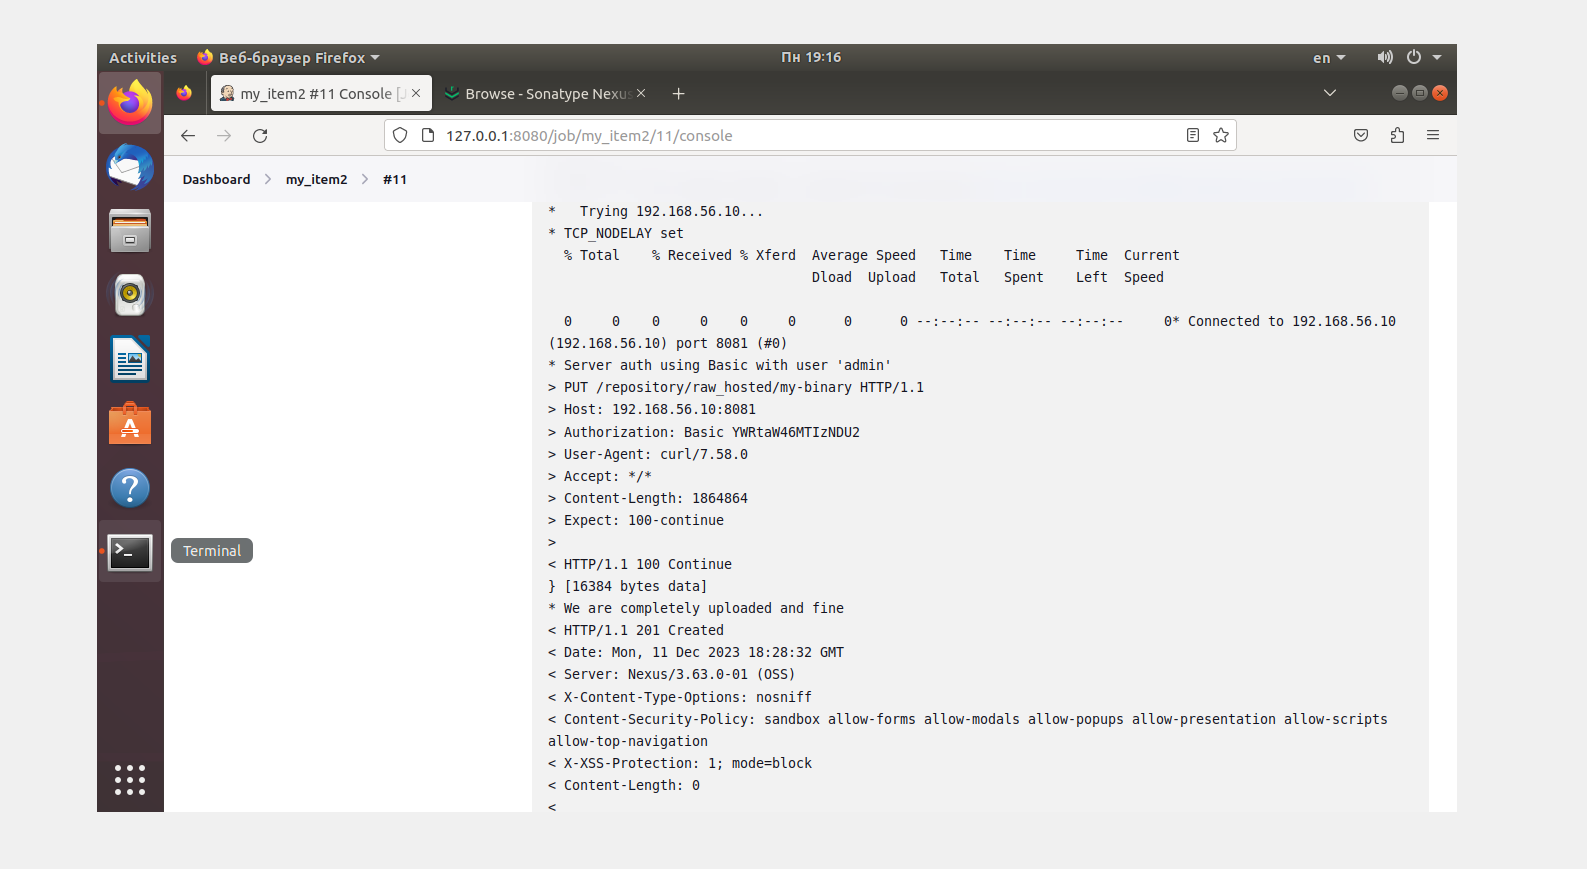 Activities Веб-браузер Firefox Пн 19:16 en
my_item2 #11 Console [J Browse - Sonatype Nexus
127.0.0.1:8080/job/my_item2/11/console
Dashboard my_item2 #11
*   Trying 192.168.56.10...
* TCP_NODELAY set
  % Total    % Received % Xferd  Average Speed   Time    Time     Time  Current
                                 Dload  Upload   Total   Spent    Left  Speed
  0     0    0     0    0     0      0      0 --:--:-- --:--:-- --:--:--     0* Connected to 192.168.56.10
(192.168.56.10) port 8081 (#0)
* Server auth using Basic with user 'admin'
> PUT /repository/raw_hosted/my-binary HTTP/1.1
> Host: 192.168.56.10:8081
> Authorization: Basic YWRtaW46MTIzNDU2
> User-Agent: curl/7.58.0
> Accept: */*
> Content-Length: 1864864
> Expect: 100-continue
>
< HTTP/1.1 100 Continue
} [16384 bytes data]
* We are completely uploaded and fine
< HTTP/1.1 201 Created
< Date: Mon, 11 Dec 2023 18:28:32 GMT
< Server: Nexus/3.63.0-01 (OSS)
< X-Content-Type-Options: nosniff
< Content-Security-Policy: sandbox allow-forms allow-modals allow-popups allow-presentation allow-scripts
allow-top-navigation
< X-XSS-Protection: 1; mode=block
< Content-Length: 0
<
Terminal